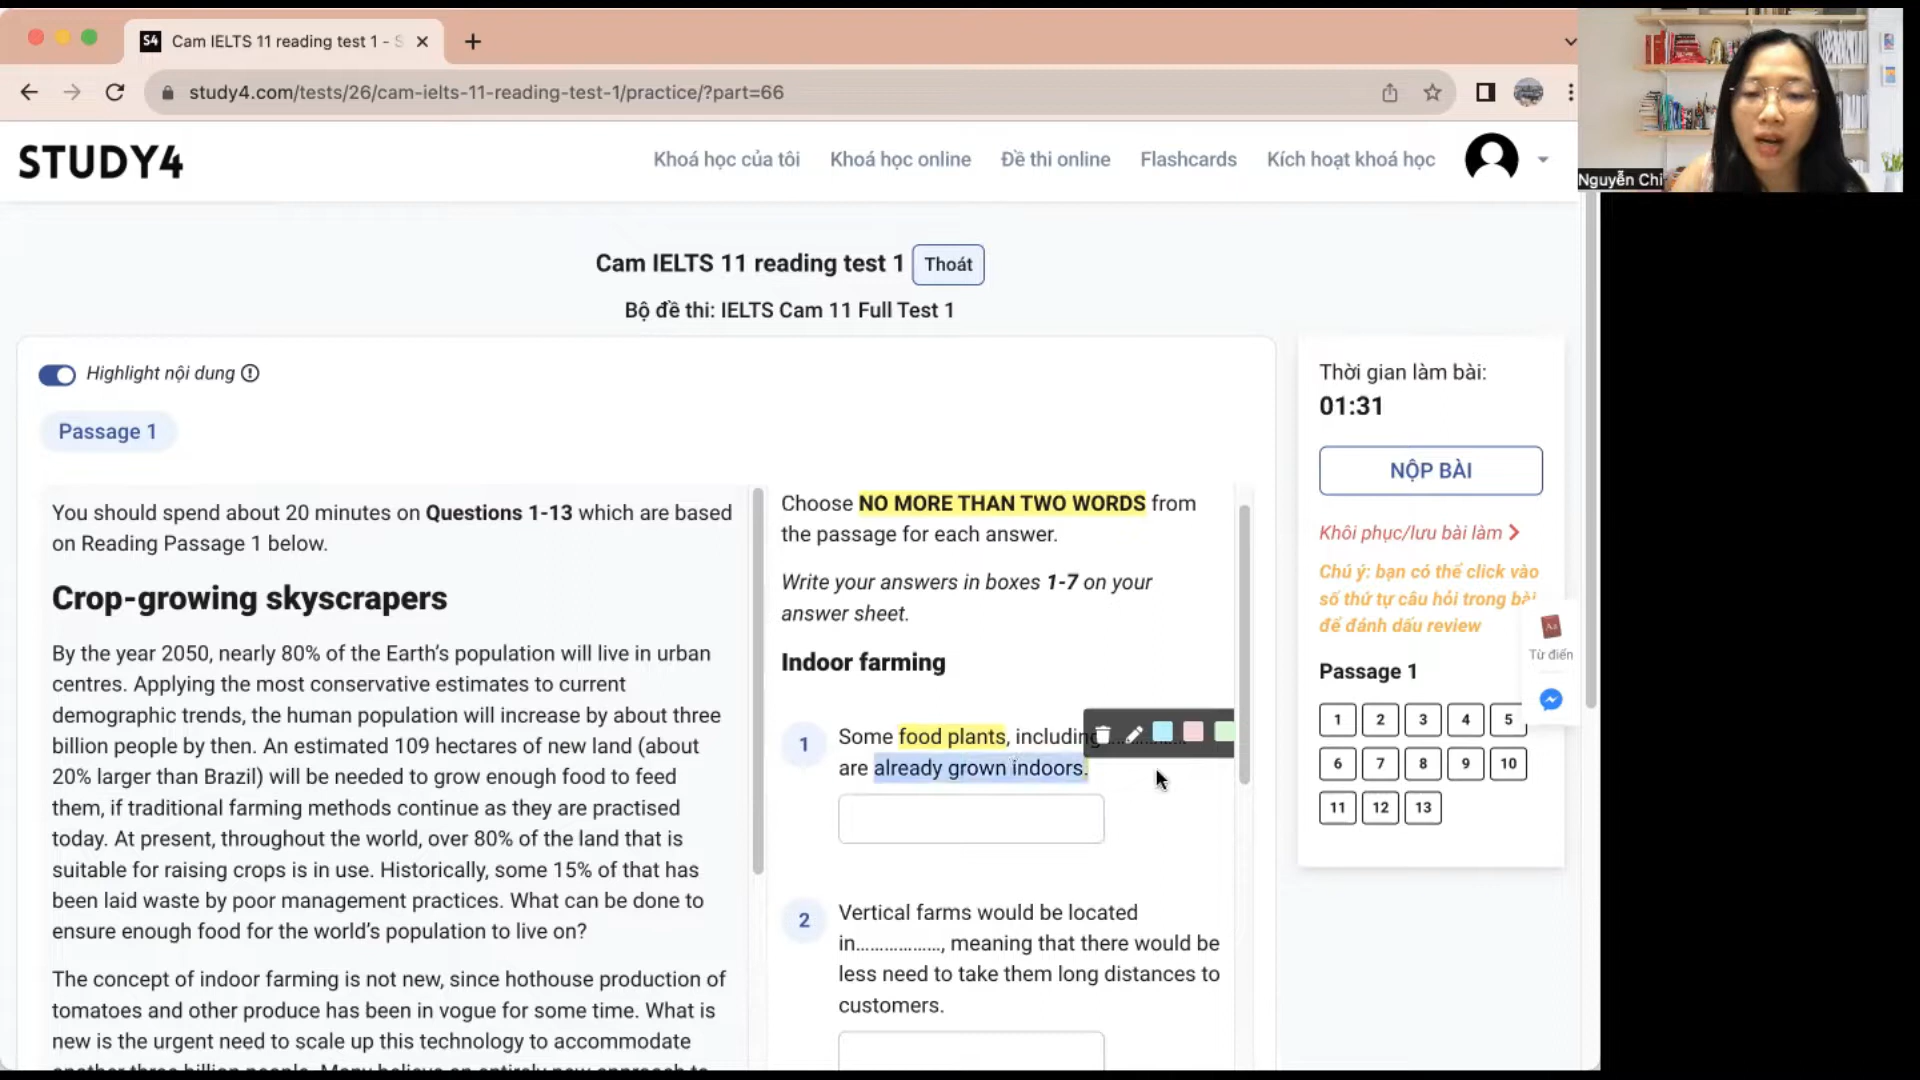 S4 Cam IELTS 11 reading test 1 -
study4.com/tests/26/cam-ielts-11-reading-test-1/practice/?part=66
Nguyễn Chi
STUDY4
Khoá học của tôi
Khoá học online
Đề thi online
Flashcards
Kích hoạt khoá học
Cam IELTS 11 reading test 1
Thoát
Bộ đề thi: IELTS Cam 11 Full Test 1
Highlight nội dung
Passage 1
You should spend about 20 minutes on Questions 1-13 which are based
on Reading Passage 1 below.
Crop-growing skyscrapers
By the year 2050, nearly 80% of the Earth's population will live in urban
centres. Applying the most conservative estimates to current
demographic trends, the human population will increase by about three
billion people by then. An estimated 109 hectares of new land (about
20% larger than Brazil) will be needed to grow enough food to feed
them, if traditional farming methods continue as they are practised
today. At present, throughout the world, over 80% of the land that is
suitable for raising crops is in use. Historically, some 15% of that has
been laid waste by poor management practices. What can be done to
ensure enough food for the world's population to live on?
The concept of indoor farming is not new, since hothouse production of
tomatoes and other produce has been in vogue for some time. What is
new is the urgent need to scale up this technology to accommodate
another three billion people. Many believe an entirely new approach to
Choose NO MORE THAN TWO WORDS from
the passage for each answer.
Write your answers in boxes 1-7 on your
answer sheet.
Indoor farming
1
Some food plants, including
are already grown indoors.
2
Vertical farms would be located
in………………, meaning that there would be
less need to take them long distances to
customers.
Thời gian làm bài:
01:31
NỘP BÀI
Khôi phục/lưu bài làm
Chú ý: bạn có thể click vào
số thứ tự câu hỏi trong bài
để đánh dấu review
Từ điển
Passage 1
1 2 3 4 5
6 7 8 9 10
11 12 13